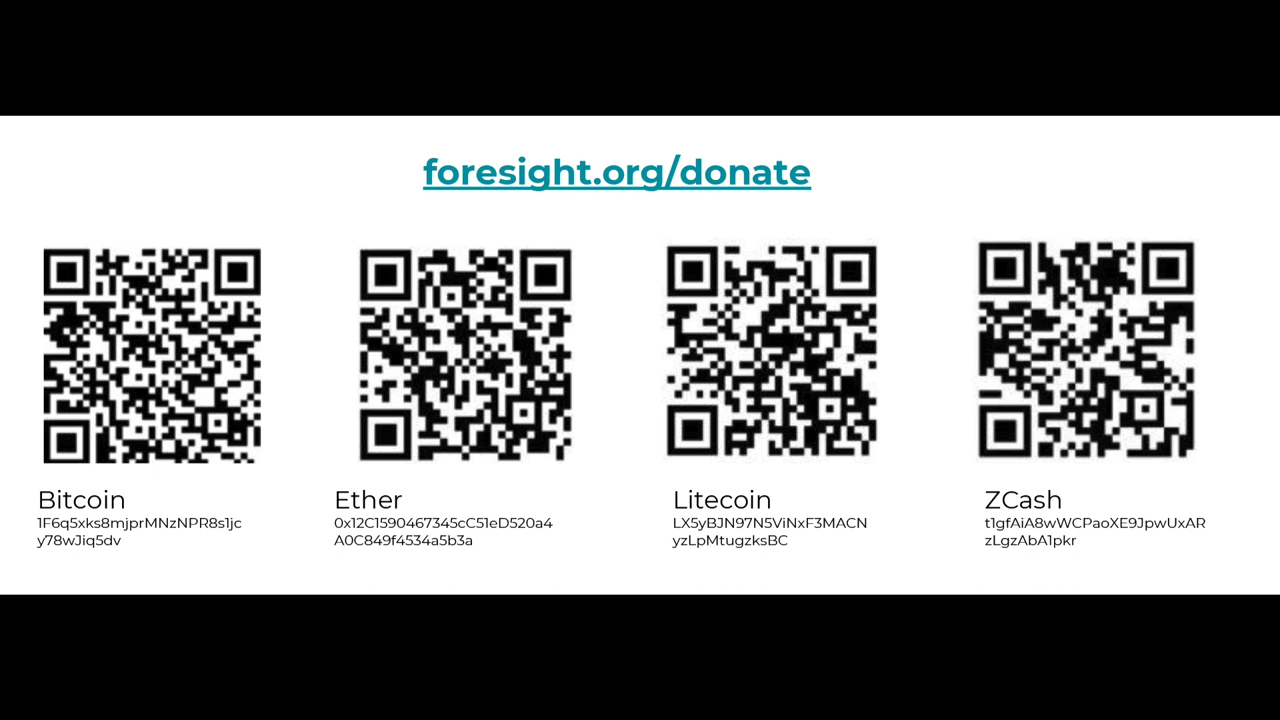 foresight.org/donate
Bitcoin
1F6q5xks8mjprMNzNPR8s1jc
y78wJiq5dv
Ether
0x12C1590467345cC51eD520a4
A0C849f4534a5b3a
Litecoin
LX5yBJN97N5ViNxF3MACN
yzLpMtugzksBC
ZCash
t1gfAiA8wWCPaoXE9JpwUxAR
zLgzAbA1pkr